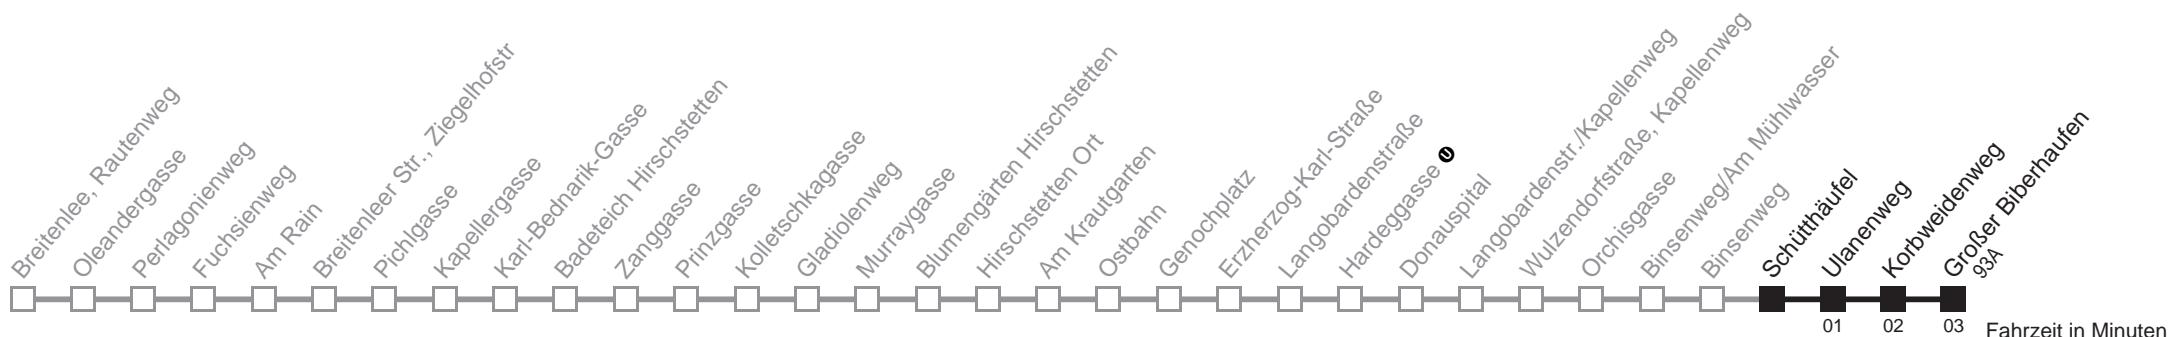 Breitenlee, Rautenweg
Oleandergasse
Perlagonienweg
Fuchsienweg
Am Rain
Breitenleer Str., Ziegelhofstr
Pichlgasse
Kapellergasse
Karl-Bednarik-Gasse
Badeteich Hirschstetten
Zanggasse
Prinzgasse
Kolletschkagasse
Gladiolenweg
Murraygasse
Blumengärten Hirschstetten
Hirschstetten Ort
Am Krautgarten
Ostbahn
Genochplatz
Erzherzog-Karl-Straße
Langobardenstraße
Hardeggasse U
Donauspital
Langobardenstr./Kapellenweg
Wulzendorfstraße, Kapellenweg
Orchisgasse
Binsenweg/Am Mühlwasser
Binsenweg
Schütthäufel
Ulanenweg
Korbweidenweg
Großer Biberhaufen
93A
01 02 03 Fahrzeit in Minuten